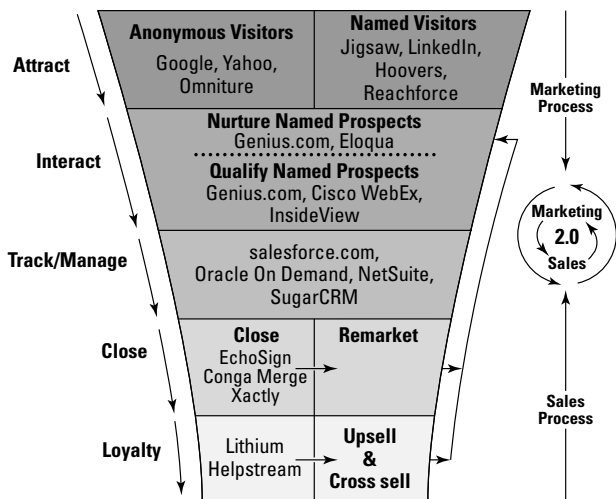 Attract
Interact
Track/Manage
Close
Loyalty
Anonymous Visitors
Google, Yahoo,
Omniture
Named Visitors
Jigsaw, LinkedIn,
Hoovers,
Reachforce
Nurture Named Prospects
Genius.com, Eloqua
Qualify Named Prospects
Genius.com, Cisco WebEx,
InsideView
salesforce.com,
Oracle On Demand, NetSuite,
SugarCRM
Close
EchoSign
Conga Merge
Xactly
Remarket
Lithium
Helpstream
Upsell
&
Cross sell
Marketing
Process
Marketing
2.0
Sales
Sales
Process